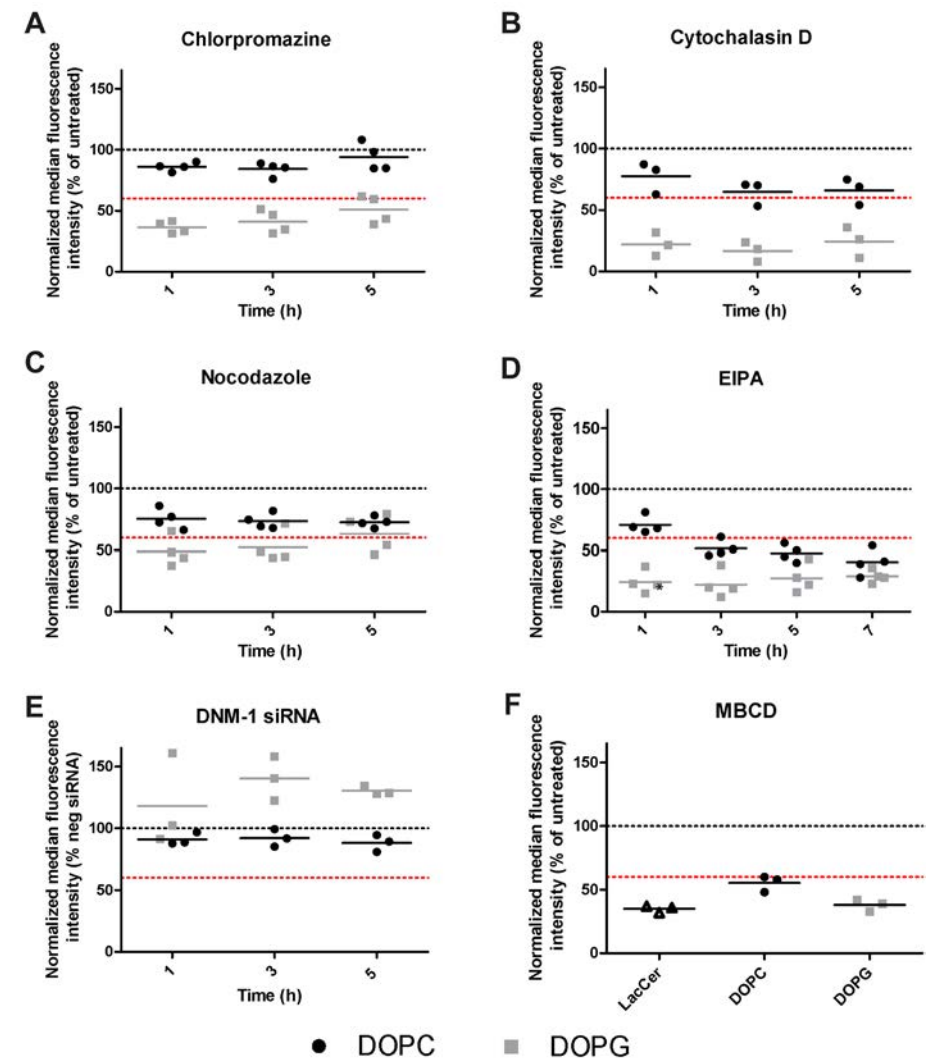 A
Chlorpromazine
Normalized median fluorescence
intensity (% of untreated)
150
100
50
0
1
3
5
Time (h)
B
Cytochalasin D
Normalized median fluorescence
intensity (% of untreated)
150
100
50
0
1
3
5
Time (h)
C
Nocodazole
Normalized median fluorescence
intensity (% of untreated)
150
100
50
0
1
3
5
Time (h)
D
EIPA
Normalized median fluorescence
intensity (% of untreated)
150
100
50
0
*
1
3
5
7
Time (h)
E
DNM-1 siRNA
Normalized median fluorescence
intensity (% neg siRNA)
150
100
50
0
1
3
5
Time (h)
F
MBCD
Normalized median fluorescence
intensity (% of untreated)
150
100
50
0
LacCer
DOPC
DOPG
DOPC
DOPG